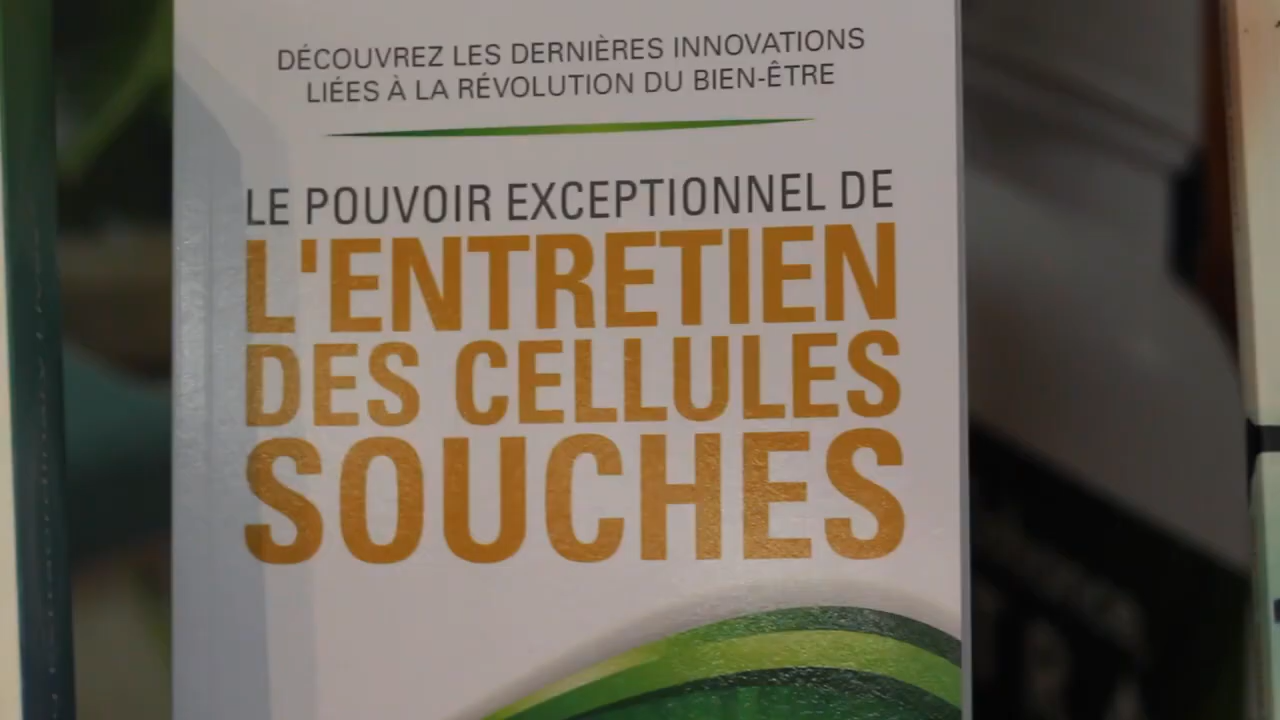 DÉCOUVREZ LES DERNIÈRES INNOVATIONS
LIÉES À LA RÉVOLUTION DU BIEN-ÊTRE
LE POUVOIR EXCEPTIONNEL DE
L'ENTRETIEN
DES CELLULES
SOUCHES